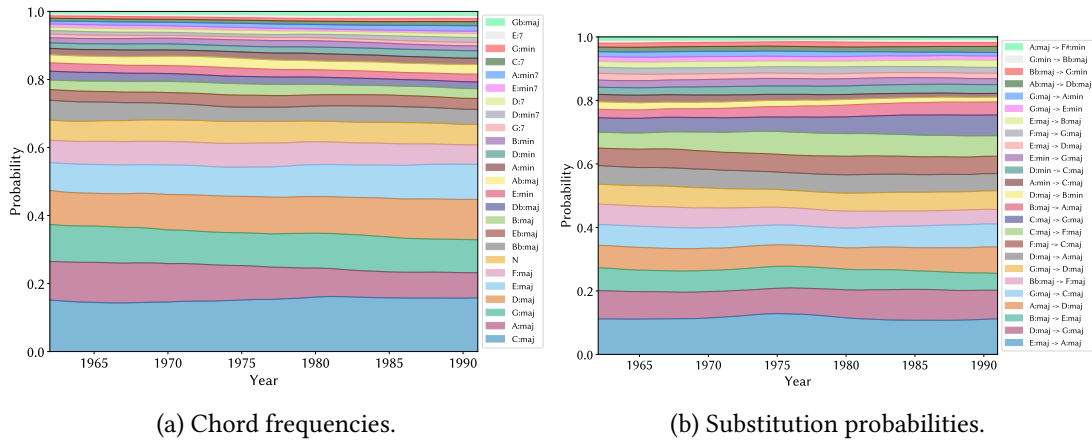 1.0
0.8
0.6
0.4
0.2
0.0
Probability
1965 1970 1975 1980 1985 1990
Year
Gb:maj
E:7
G:min
C:7
A:min7
E:min7
D:7
D:min7
G:7
B:min
D:min
A:min
Ab:maj
E:min
Db:maj
B:maj
Eb:maj
Bb:maj
N
F:maj
E:maj
D:maj
G:maj
A:maj
C:maj
(a) Chord frequencies.
1.0
0.8
0.6
0.4
0.2
0.0
Probability
1965 1970 1975 1980 1985 1990
Year
A:maj -> F#:min
G:min -> Bb:maj
Bb:maj -> G:min
Ab:maj -> Db:maj
G:maj -> A:min
G:maj -> E:min
E:maj -> B:maj
F:maj -> G:maj
E:maj -> D:maj
E:min -> G:maj
D:min -> C:maj
A:min -> C:maj
D:maj -> B:min
B:maj -> A:maj
C:maj -> G:maj
C:maj -> F:maj
F:maj -> C:maj
D:maj -> A:maj
G:maj -> D:maj
Bb:maj -> F:maj
G:maj -> C:maj
A:maj -> D:maj
B:maj -> E:maj
D:maj -> G:maj
E:maj -> A:maj
(b) Substitution probabilities.